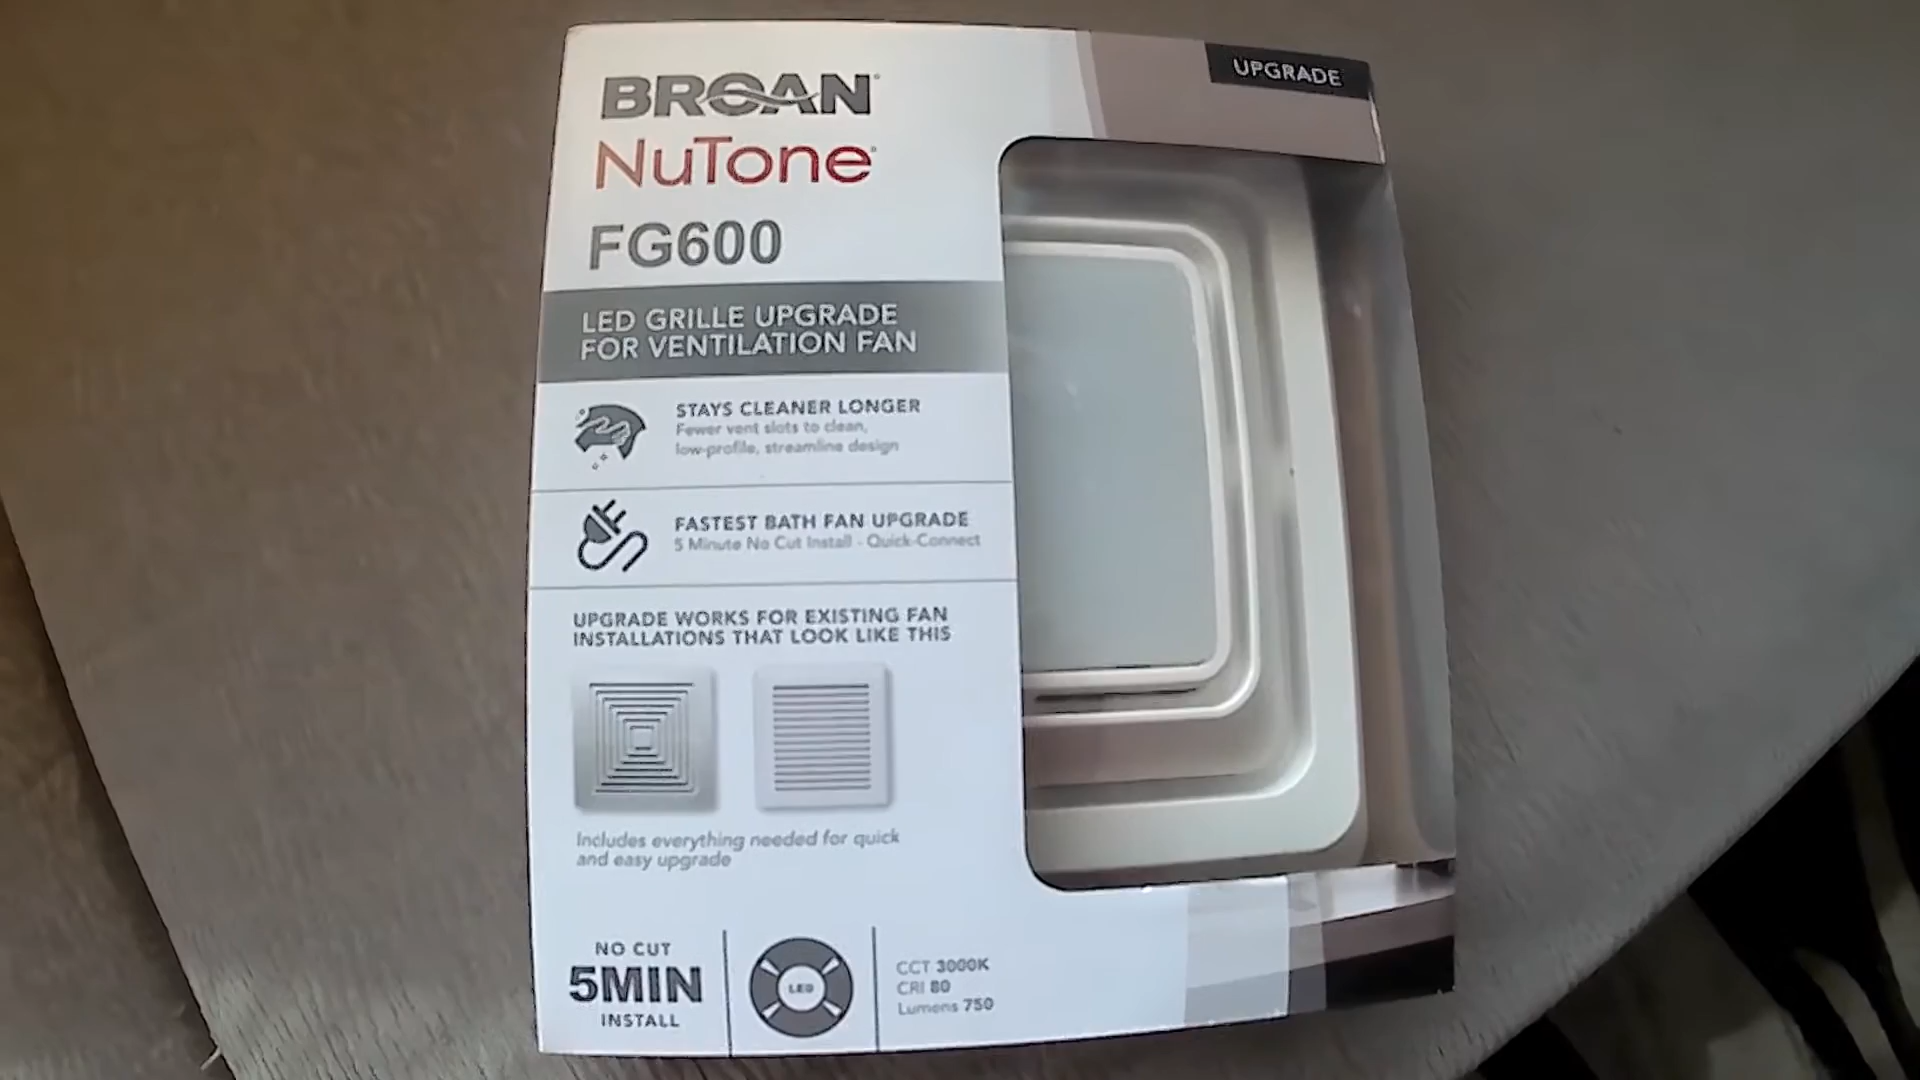 BROAN
NuTone
FG600
UPGRADE
LED GRILLE UPGRADE
FOR VENTILATION FAN
STAYS CLEANER LONGER
Fewer vent slots to clean,
low-profile, streamline design
FASTEST BATH FAN UPGRADE
5 Minute No Cut Install - Quick-Connect
UPGRADE WORKS FOR EXISTING FAN
INSTALLATIONS THAT LOOK LIKE THIS
Includes everything needed for quick
and easy upgrade
NO CUT
5MIN
INSTALL
LED
CCT 3000K
CRI 80
Lumens 750